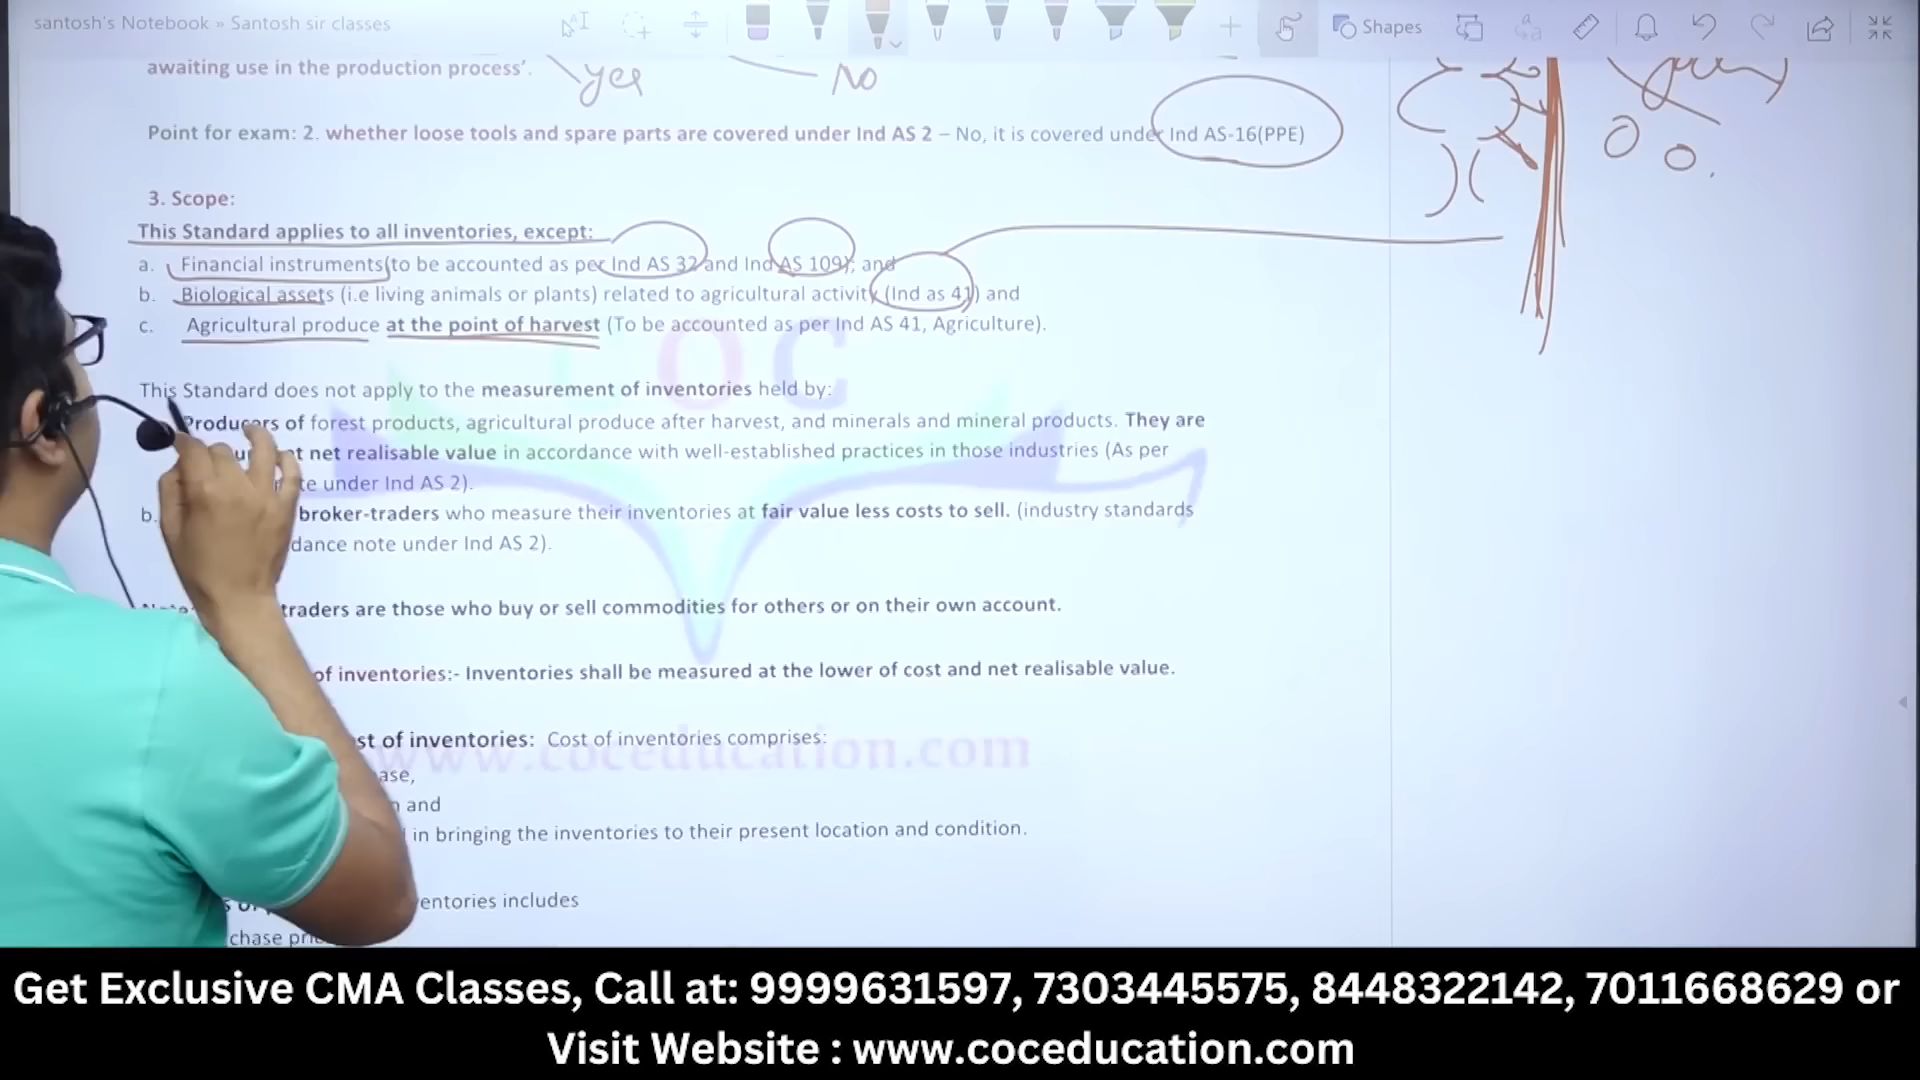 santosh's Notebook » Santosh sir classes
Shapes
awaiting use in the production process'.
yes
No
Point for exam: 2. whether loose tools and spare parts are covered under Ind AS 2 – No, it is covered under Ind AS-16(PPE)
3. Scope:
This Standard applies to all inventories, except:
a. Financial instruments(to be accounted as per Ind AS 32 and Ind AS 109); and
b. Biological assets (i.e living animals or plants) related to agricultural activity (Ind as 41) and
c. Agricultural produce at the point of harvest (To be accounted as per Ind AS 41, Agriculture).
COC
This Standard does not apply to the measurement of inventories held by:
Producers of forest products, agricultural produce after harvest, and minerals and mineral products. They are
net realisable value in accordance with well-established practices in those industries (As per
under Ind AS 2).
b. broker-traders who measure their inventories at fair value less costs to sell. (industry standards
note under Ind AS 2).
traders are those who buy or sell commodities for others or on their own account.
of inventories:- Inventories shall be measured at the lower of cost and net realisable value.
of inventories: Cost of inventories comprises:
www.coceducation.com
and
in bringing the inventories to their present location and condition.
includes
Get Exclusive CMA Classes, Call at: 9999631597, 7303445575, 8448322142, 7011668629 or
Visit Website : www.coceducation.com